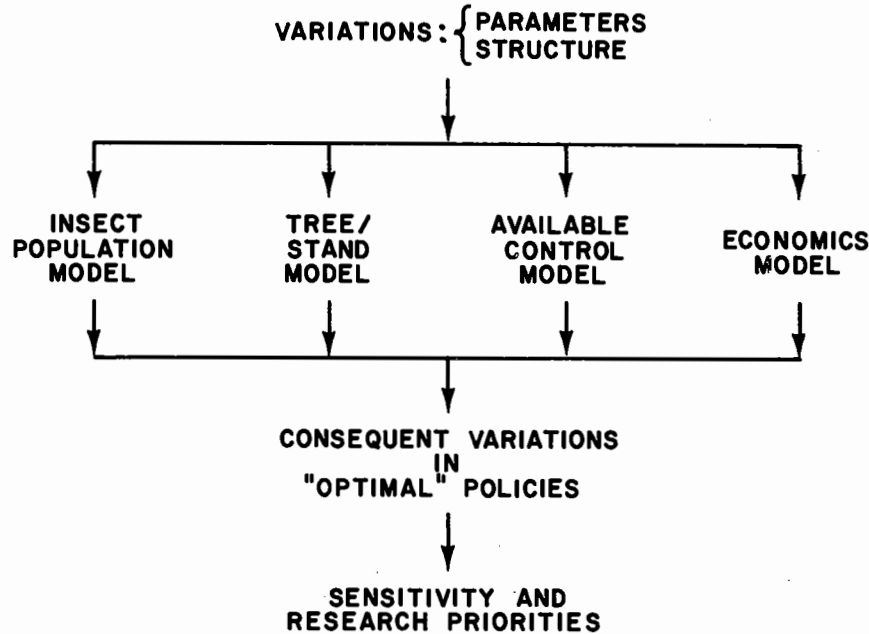 VARIATIONS: { PARAMETERS
STRUCTURE
INSECT
POPULATION
MODEL
TREE/
STAND
MODEL
AVAILABLE
CONTROL
MODEL
ECONOMICS
MODEL
CONSEQUENT VARIATIONS
IN
"OPTIMAL" POLICIES
SENSITIVITY AND
RESEARCH PRIORITIES